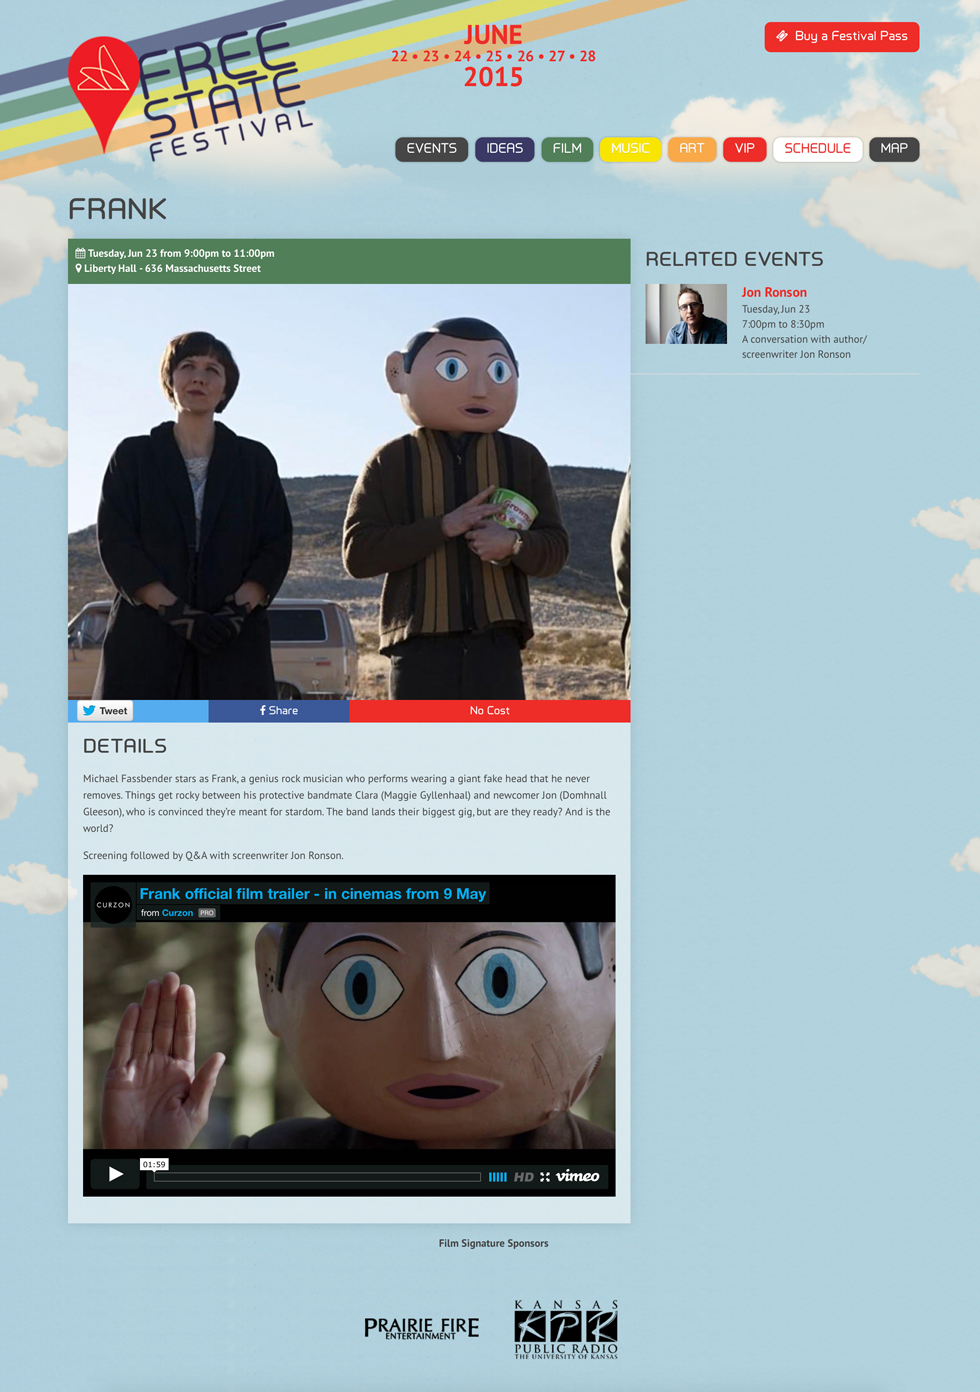 FREE
STATE
FESTIVAL
JUNE
22 • 23 • 24 • 25 • 26 • 27 • 28
2015
Buy a Festival Pass
EVENTS
IDEAS
FILM
MUSIC
ART
VIP
SCHEDULE
MAP
FRANK
Tuesday, Jun 23 from 9:00pm to 11:00pm
Liberty Hall - 636 Massachusetts Street
RELATED EVENTS
Jon Ronson
Tuesday, Jun 23
7:00pm to 8:30pm
A conversation with author/
screenwriter Jon Ronson
Tweet
Share
No Cost
DETAILS
Michael Fassbender stars as Frank, a genius rock musician who performs wearing a giant fake head that he never
removes. Things get rocky between his protective bandmate Clara (Maggie Gyllenhaal) and newcomer Jon (Domhnall
Gleeson), who is convinced they're meant for stardom. The band lands their biggest gig, but are they ready? And is the
world?
Screening followed by Q&A with screenwriter Jon Ronson.
CURZON
Frank official film trailer - in cinemas from 9 May
from Curzon PRO
01:59
HD
vimeo
Film Signature Sponsors
PRAIRIE FIRE
ENTERTAINMENT
KANSAS
KPR
PUBLIC RADIO
THE UNIVERSITY OF KANSAS